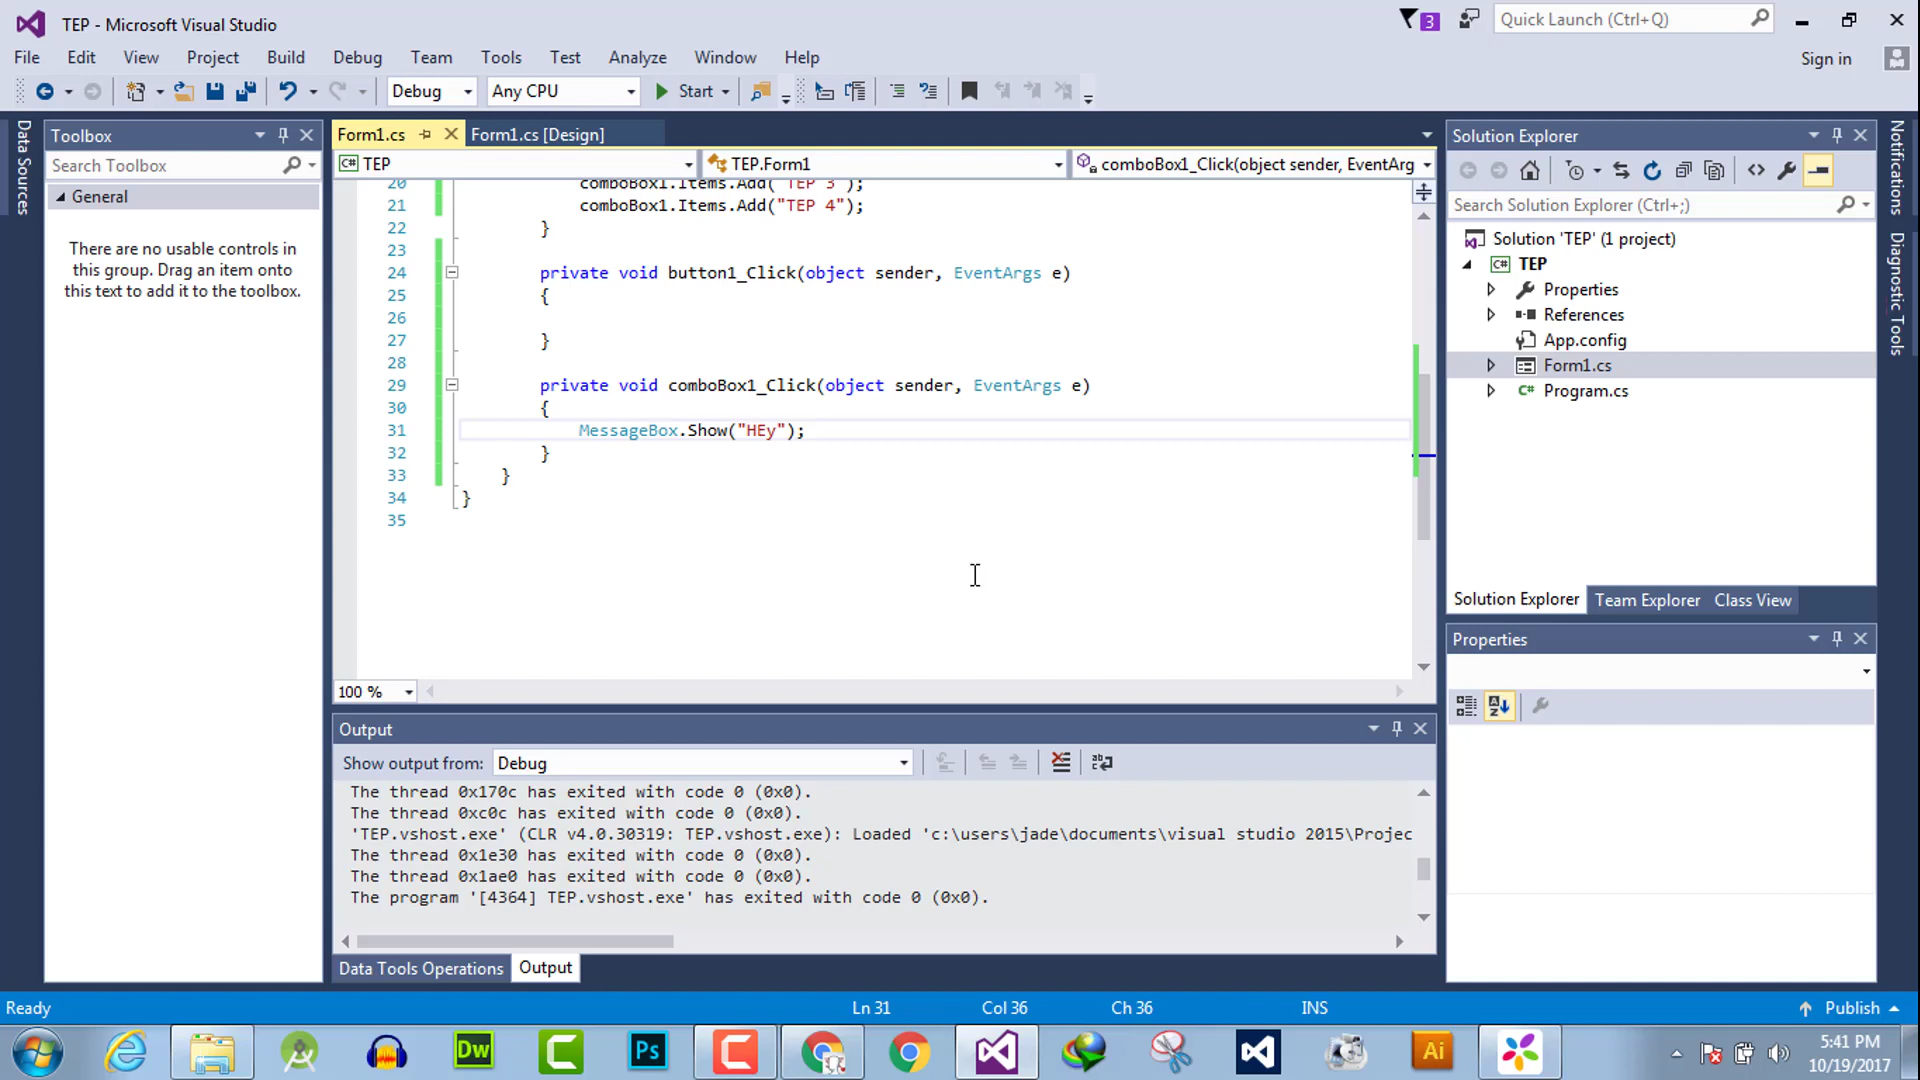 TEP - Microsoft Visual Studio
3
Quick Launch (Ctrl+Q)
File Edit View Project Build Debug Team Tools Test Analyze Window Help
Sign in
Debug
Any CPU
Start
Data Sources
Toolbox
Search Toolbox
General
There are no usable controls in
this group. Drag an item onto
this text to add it to the toolbox.
Form1.cs
Form1.cs [Design]
C# TEP
TEP.Form1
comboBox1_Click(object sender, EventArg
20 comboBox1.Items.Add("TEP 3");
21 comboBox1.Items.Add("TEP 4");
22 }
23
24 private void button1_Click(object sender, EventArgs e)
25 {
26
27 }
28
29 private void comboBox1_Click(object sender, EventArgs e)
30 {
31 MessageBox.Show("HEy");
32 }
33 }
34 }
35
100 %
Output
Show output from: Debug
The thread 0x170c has exited with code 0 (0x0).
The thread 0xc0c has exited with code 0 (0x0).
'TEP.vshost.exe' (CLR v4.0.30319: TEP.vshost.exe): Loaded 'c:\users\jade\documents\visual studio 2015\Projec
The thread 0x1e30 has exited with code 0 (0x0).
The thread 0x1ae0 has exited with code 0 (0x0).
The program '[4364] TEP.vshost.exe' has exited with code 0 (0x0).
Data Tools Operations
Output
Solution Explorer
Search Solution Explorer (Ctrl+;)
Solution 'TEP' (1 project)
C# TEP
Properties
References
App.config
Form1.cs
C# Program.cs
Solution Explorer Team Explorer Class View
Properties
Notifications
Diagnostic Tools
Ready
Ln 31
Col 36
Ch 36
INS
Publish
Dw
Ps
Ai
5:41 PM
10/19/2017